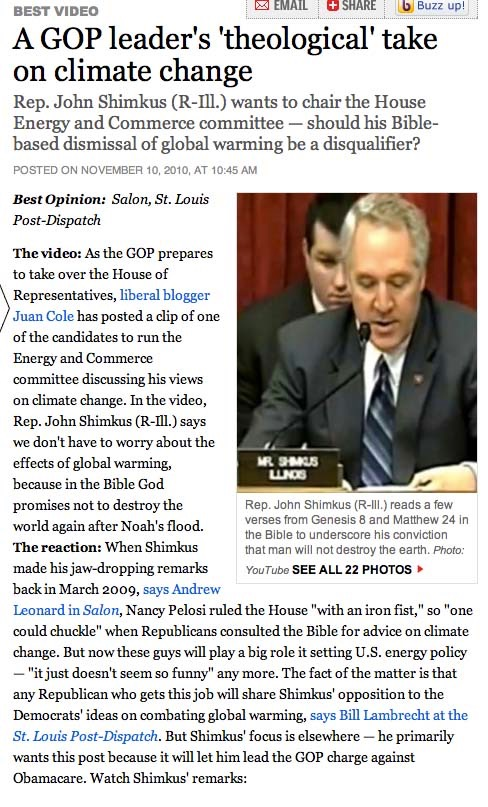 BEST VIDEO
EMAIL
SHARE
Buzz up!
A GOP leader's 'theological' take
on climate change
Rep. John Shimkus (R-Ill.) wants to chair the House
Energy and Commerce committee — should his Bible-
based dismissal of global warming be a disqualifier?
POSTED ON NOVEMBER 10, 2010, AT 10:45 AM
Best Opinion: Salon, St. Louis
Post-Dispatch
The video: As the GOP prepares
to take over the House of
Representatives, liberal blogger
Juan Cole has posted a clip of one
of the candidates to run the
Energy and Commerce
committee discussing his views
on climate change. In the video,
Rep. John Shimkus (R-Ill.) says
we don't have to worry about the
effects of global warming,
because in the Bible God
promises not to destroy the
world again after Noah's flood.
MR. SHIMKUS
ILLINOIS
Rep. John Shimkus (R-Ill.) reads a few
verses from Genesis 8 and Matthew 24 in
the Bible to underscore his conviction
that man will not destroy the earth. Photo:
YouTube SEE ALL 22 PHOTOS
The reaction: When Shimkus
made his jaw-dropping remarks
back in March 2009, says Andrew
Leonard in Salon, Nancy Pelosi ruled the House "with an iron fist," so "one
could chuckle" when Republicans consulted the Bible for advice on climate
change. But now these guys will play a big role it setting U.S. energy policy
— "it just doesn't seem so funny" any more. The fact of the matter is that
any Republican who gets this job will share Shimkus' opposition to the
Democrats' ideas on combating global warming, says Bill Lambrecht at the
St. Louis Post-Dispatch. But Shimkus' focus is elsewhere — he primarily
wants this post because it will let him lead the GOP charge against
Obamacare. Watch Shimkus' remarks: